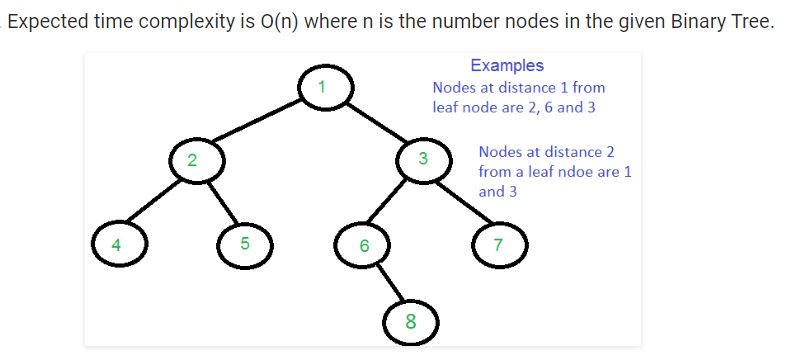 Expected time complexity is O(n) where n is the number nodes in the given Binary Tree.
Examples
Nodes at distance 1 from
leaf node are 2, 6 and 3
1
2
3
Nodes at distance 2
from a leaf ndoe are 1
and 3
4
5
6
7
8